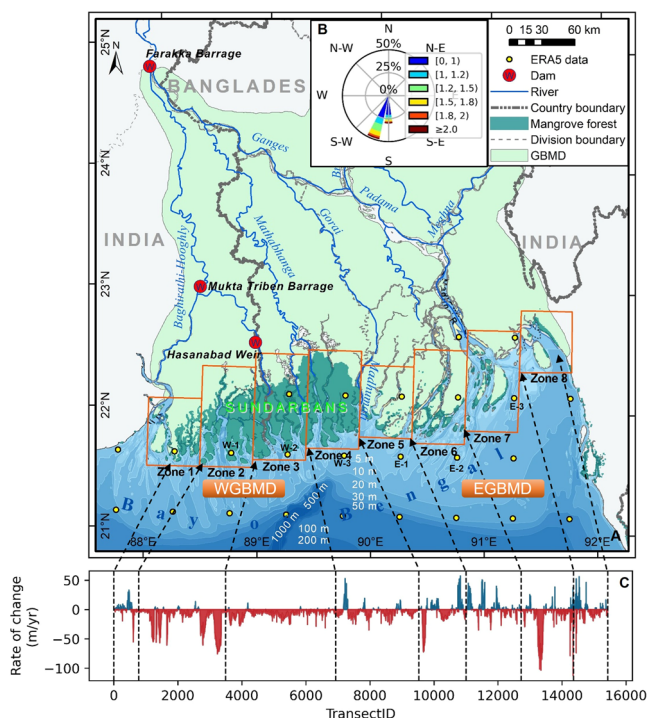 B
N
50%
N-W
N-E
25%
W
0%
S-W
S-E
S
[0, 1)
[1, 1.2)
[1.2, 1.5)
[1.5, 1.8)
[1.8, 2)
≥2.0
0 15 30 60 km
ERA5 data
W Dam
River
Country boundary
Mangrove forest
Division boundary
GBMD
25°N
24°N
23°N
22°N
21°N
N
Farakka Barrage
W
BANGLADES
Ganges
Padama
Meghna
Gorai
Mathabhanga
Baghirathi-Hooghly
INDIA
INDIA
W Mukta Triben Barrage
W
Hasanabad Weir
SUNDARBANS
Zone 1
Zone 2
Zone 3
Zone 5
Zone 6
Zone 7
Zone 8
W-1
W-2
W-3
E-1
E-2
E-3
WGBMD
EGBMD
5 m
10 m
20 m
30 m
50 m
100 m
200 m
500 m
1000 m
Bay o Bengal
88°E
89°E
90°E
91°E
92°E
A
C
Rate of change
(m/yr)
50
0
−50
−100
0 2000 4000 6000 8000 10000 12000 14000 16000
TransectID